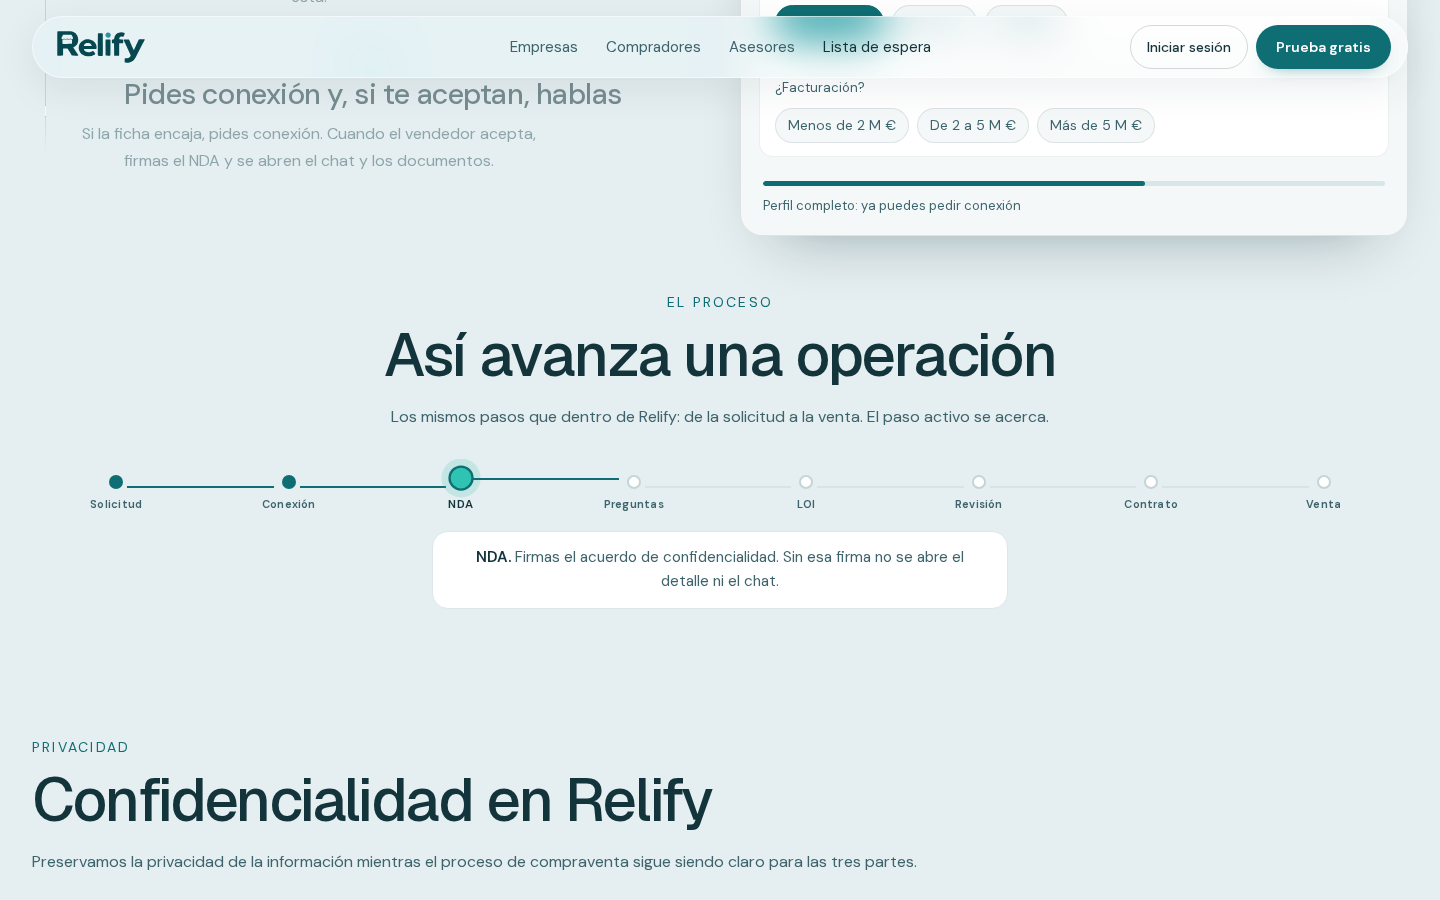 Relify
Empresas
Compradores
Asesores
Lista de espera
Iniciar sesión
Prueba gratis
Pides conexión y, si te aceptan, hablas
Si la ficha encaja, pides conexión. Cuando el vendedor acepta,
firmas el NDA y se abren el chat y los documentos.
¿Facturación?
Menos de 2 M €
De 2 a 5 M €
Más de 5 M €
Perfil completo: ya puedes pedir conexión
EL PROCESO
Así avanza una operación
Los mismos pasos que dentro de Relify: de la solicitud a la venta. El paso activo se acerca.
Solicitud
Conexión
NDA
Preguntas
LOI
Revisión
Contrato
Venta
NDA. Firmas el acuerdo de confidencialidad. Sin esa firma no se abre el
detalle ni el chat.
PRIVACIDAD
Confidencialidad en Relify
Preservamos la privacidad de la información mientras el proceso de compraventa sigue siendo claro para las tres partes.